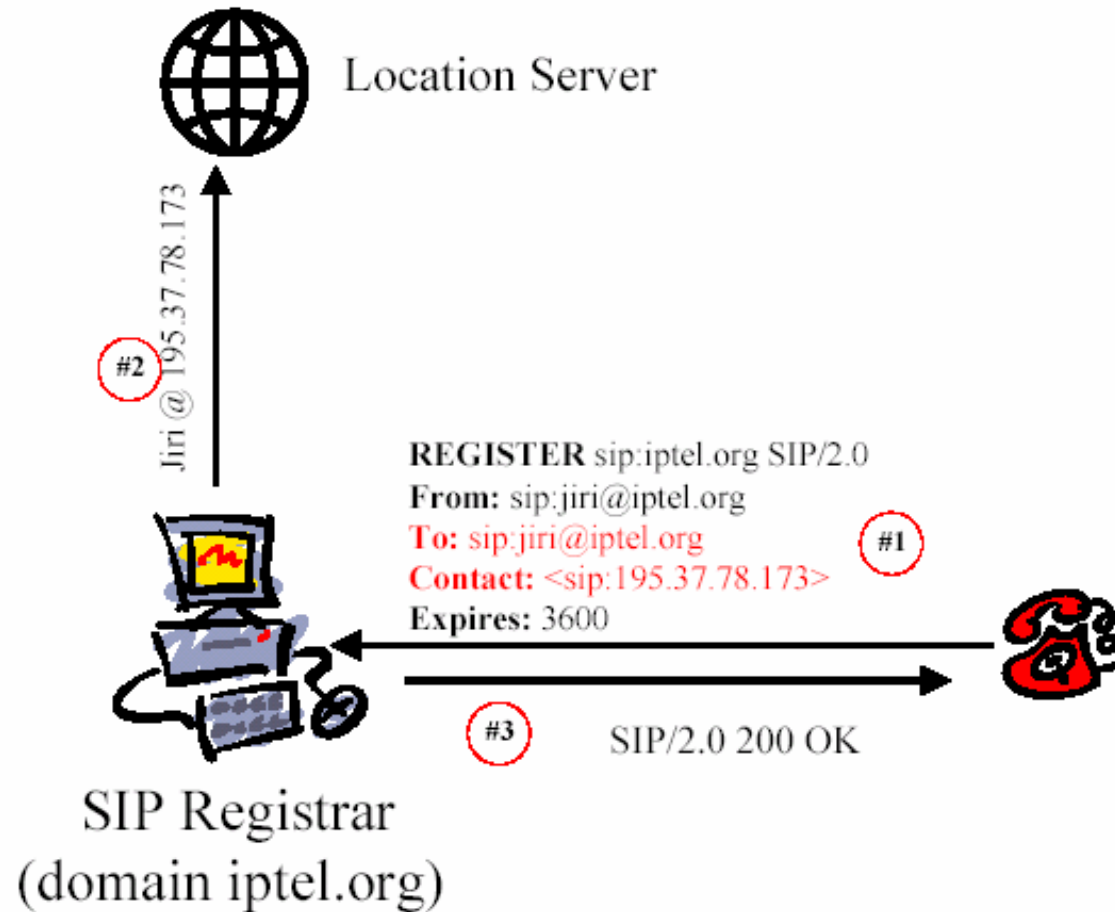 Location Server
Jiri @ 195.37.78.173
#2
REGISTER sip:iptel.org SIP/2.0
From: sip:jiri@iptel.org
To: sip:jiri@iptel.org
Contact: <sip:195.37.78.173>
Expires: 3600
#1
#3
SIP/2.0 200 OK
SIP Registrar
(domain iptel.org)